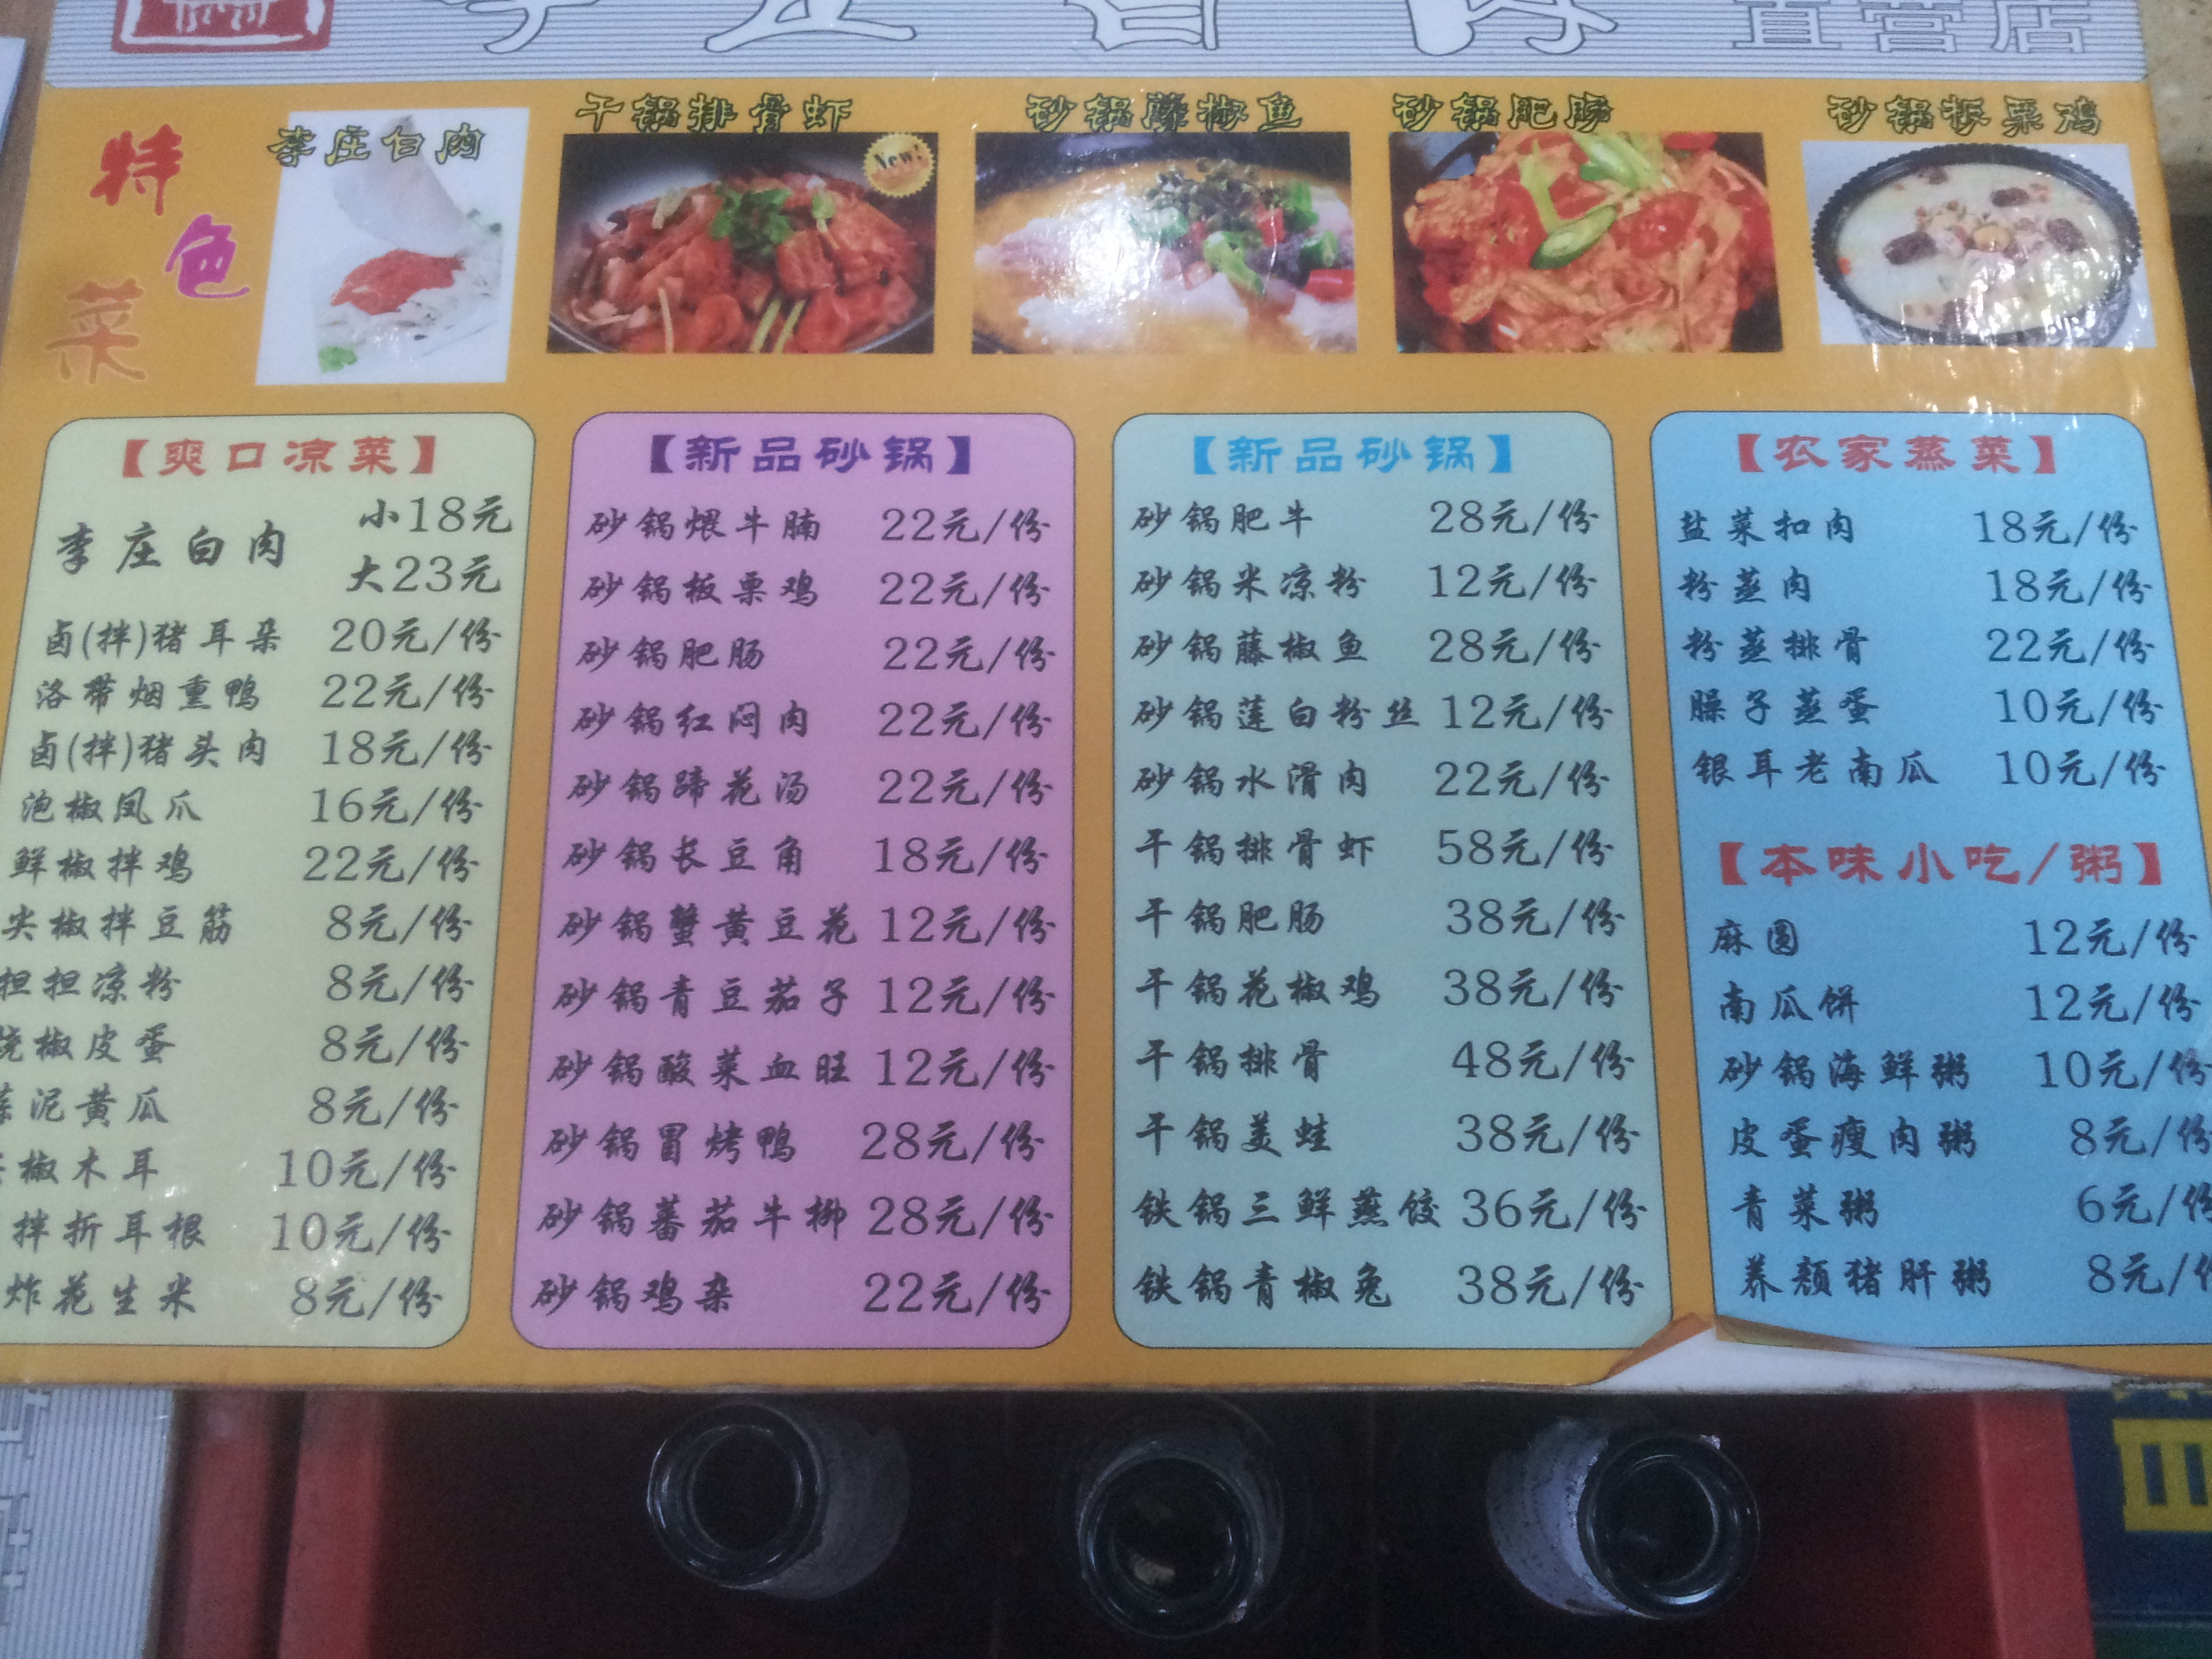 李庄白肉 直营店
特色菜
李庄白肉
干锅排骨虾
New!
砂锅藤椒鱼
砂锅肥肠
砂锅板栗鸡
【爽口凉菜】
李庄白肉 小18元
大23元
卤(拌)猪耳朵 20元/份
洛带烟熏鸭 22元/份
卤(拌)猪头肉 18元/份
泡椒凤爪 16元/份
鲜椒拌鸡 22元/份
尖椒拌豆筋 8元/份
担担凉粉 8元/份
烧椒皮蛋 8元/份
泥黄瓜 8元/份
椒木耳 10元/份
拌折耳根 10元/份
炸花生米 8元/份
【新品砂锅】
砂锅煨牛腩 22元/份
砂锅板栗鸡 22元/份
砂锅肥肠 22元/份
砂锅红闷肉 22元/份
砂锅蹄花汤 22元/份
砂锅长豆角 18元/份
砂锅蟹黄豆花 12元/份
砂锅青豆茄子 12元/份
砂锅酸菜血旺 12元/份
砂锅冒烤鸭 28元/份
砂锅蕃茄牛柳 28元/份
砂锅鸡杂 22元/份
【新品砂锅】
砂锅肥牛 28元/份
砂锅米凉粉 12元/份
砂锅藤椒鱼 28元/份
砂锅莲白粉丝 12元/份
砂锅水滑肉 22元/份
干锅排骨虾 58元/份
干锅肥肠 38元/份
干锅花椒鸡 38元/份
干锅排骨 48元/份
干锅美蛙 38元/份
铁锅三鲜蒸饺 36元/份
铁锅青椒兔 38元/份
【农家蒸菜】
盐菜扣肉 18元/份
粉蒸肉 18元/份
粉蒸排骨 22元/份
臊子蒸蛋 10元/份
银耳老南瓜 10元/份
【本味小吃/粥】
麻圆 12元/份
南瓜饼 12元/份
砂锅海鲜粥 10元/份
皮蛋瘦肉粥 8元/份
青菜粥 6元/份
养颜猪肝粥 8元/份